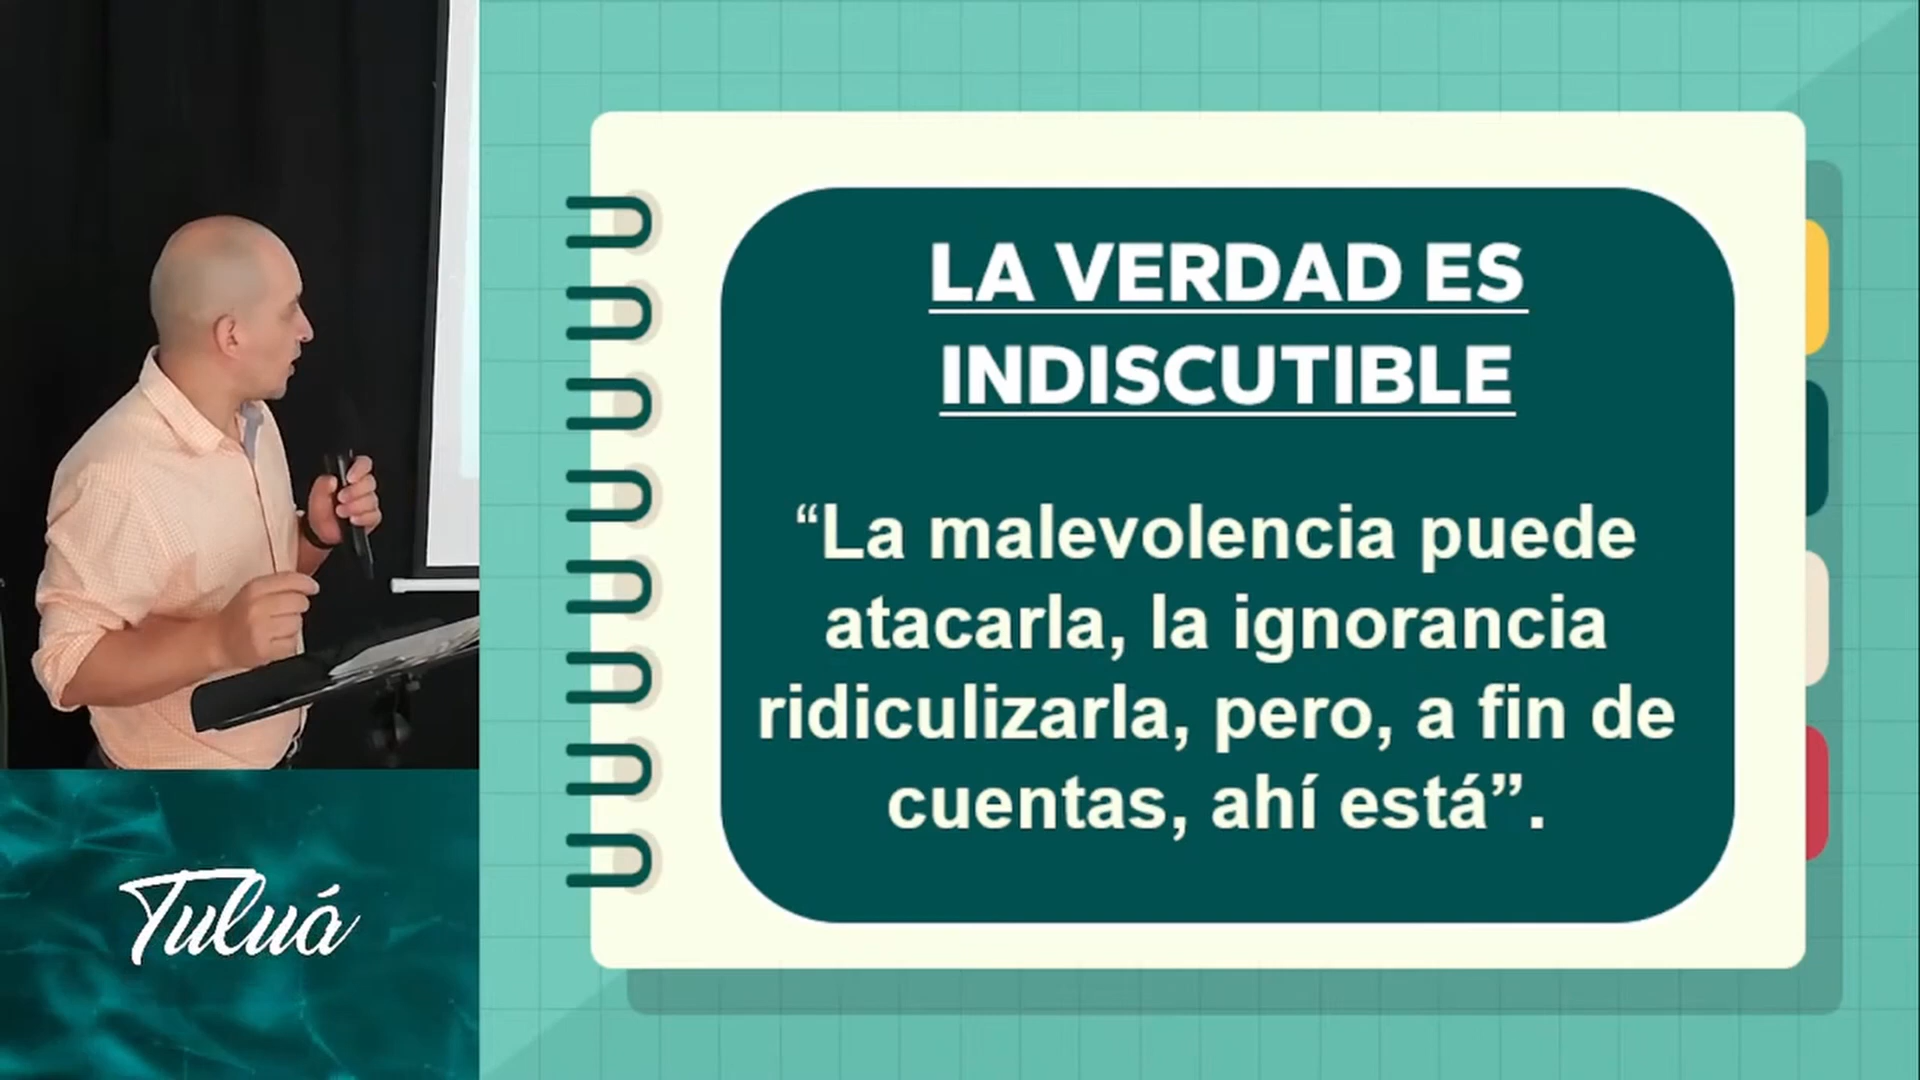 LA VERDAD ES
INDISCUTIBLE
“La malevolencia puede
atacarla, la ignorancia
ridiculizarla, pero, a fin de
cuentas, ahí está”.
Tuluá